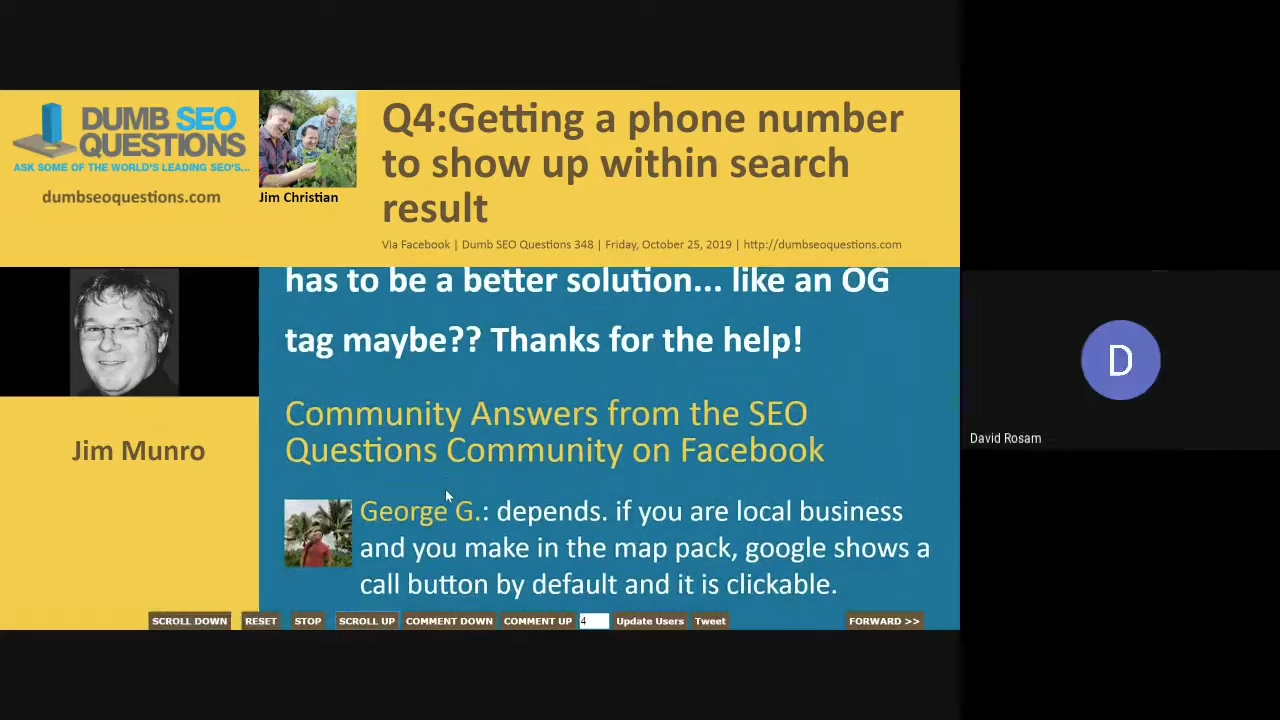 DUMB SEO
QUESTIONS
ASK SOME OF THE WORLD'S LEADING SEO'S...
dumbseoquestions.com
Jim Christian
Q4:Getting a phone number
to show up within search
result
Via Facebook | Dumb SEO Questions 348 | Friday, October 25, 2019 | http://dumbseoquestions.com
Jim Munro
has to be a better solution... like an OG
tag maybe?? Thanks for the help!
Community Answers from the SEO
Questions Community on Facebook
George G.: depends. if you are local business
and you make in the map pack, google shows a
call button by default and it is clickable.
SCROLL DOWN RESET STOP SCROLL UP COMMENT DOWN COMMENT UP 4 Update Users Tweet FORWARD >>
D
David Rosam